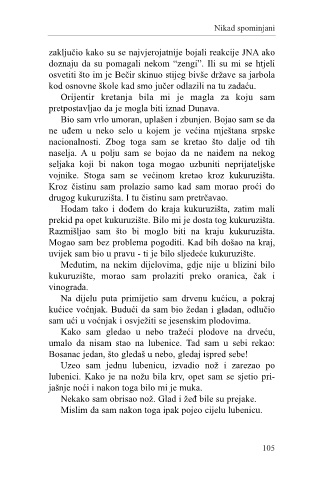 Nikad spominjani
zaključio kako su se najvjerojatnije bojali reakcije JNA ako
doznaju da su pomagali nekom “zengi”. Ili su mi se htjeli
osvetiti što im je Bećir skinuo stijeg bivše države sa jarbola
kod osnovne škole kad smo jučer odlazili na tu zadaću.
Orijentir kretanja bila mi je magla za koju sam
pretpostavljao da je mogla biti iznad Dunava.
Bio sam vrlo umoran, uplašen i zbunjen. Bojao sam se da
ne uđem u neko selo u kojem je većina mještana srpske
nacionalnosti. Zbog toga sam se kretao što dalje od tih
naselja. A u polju sam se bojao da ne naiđem na nekog
seljaka koji bi nakon toga mogao uzbuniti neprijateljske
vojnike. Stoga sam se većinom kretao kroz kukuruzišta.
Kroz čistinu sam prolazio samo kad sam morao proći do
drugog kukuruzišta. I tu čistinu sam pretrčavao.
Hodam tako i dođem do kraja kukuruzišta, zatim mali
prekid pa opet kukuruzište. Bilo mi je dosta tog kukuruzišta.
Razmišljao sam što bi moglo biti na kraju kukuruzišta.
Mogao sam bez problema pogoditi. Kad bih došao na kraj,
uvijek sam bio u pravu - ti je bilo sljedeće kukuruzište.
Međutim, na nekim dijelovima, gdje nije u blizini bilo
kukuruzište, morao sam prolaziti preko oranica, čak i
vinograda.
Na dijelu puta primijetio sam drvenu kućicu, a pokraj
kućice voćnjak. Budući da sam bio žedan i gladan, odlučio
sam ući u voćnjak i osvježiti se jesenskim plodovima.
Kako sam gledao u nebo tražeći plodove na drveću,
umalo da nisam stao na lubenice. Tad sam u sebi rekao:
Bosanac jedan, što gledaš u nebo, gledaj ispred sebe!
Uzeo sam jednu lubenicu, izvadio nož i zarezao po
lubenici. Kako je na nožu bila krv, opet sam se sjetio pri-
jašnje noći i nakon toga bilo mi je muka.
Nekako sam obrisao nož. Glad i žeđ bile su prejake.
Mislim da sam nakon toga ipak pojeo cijelu lubenicu.
105